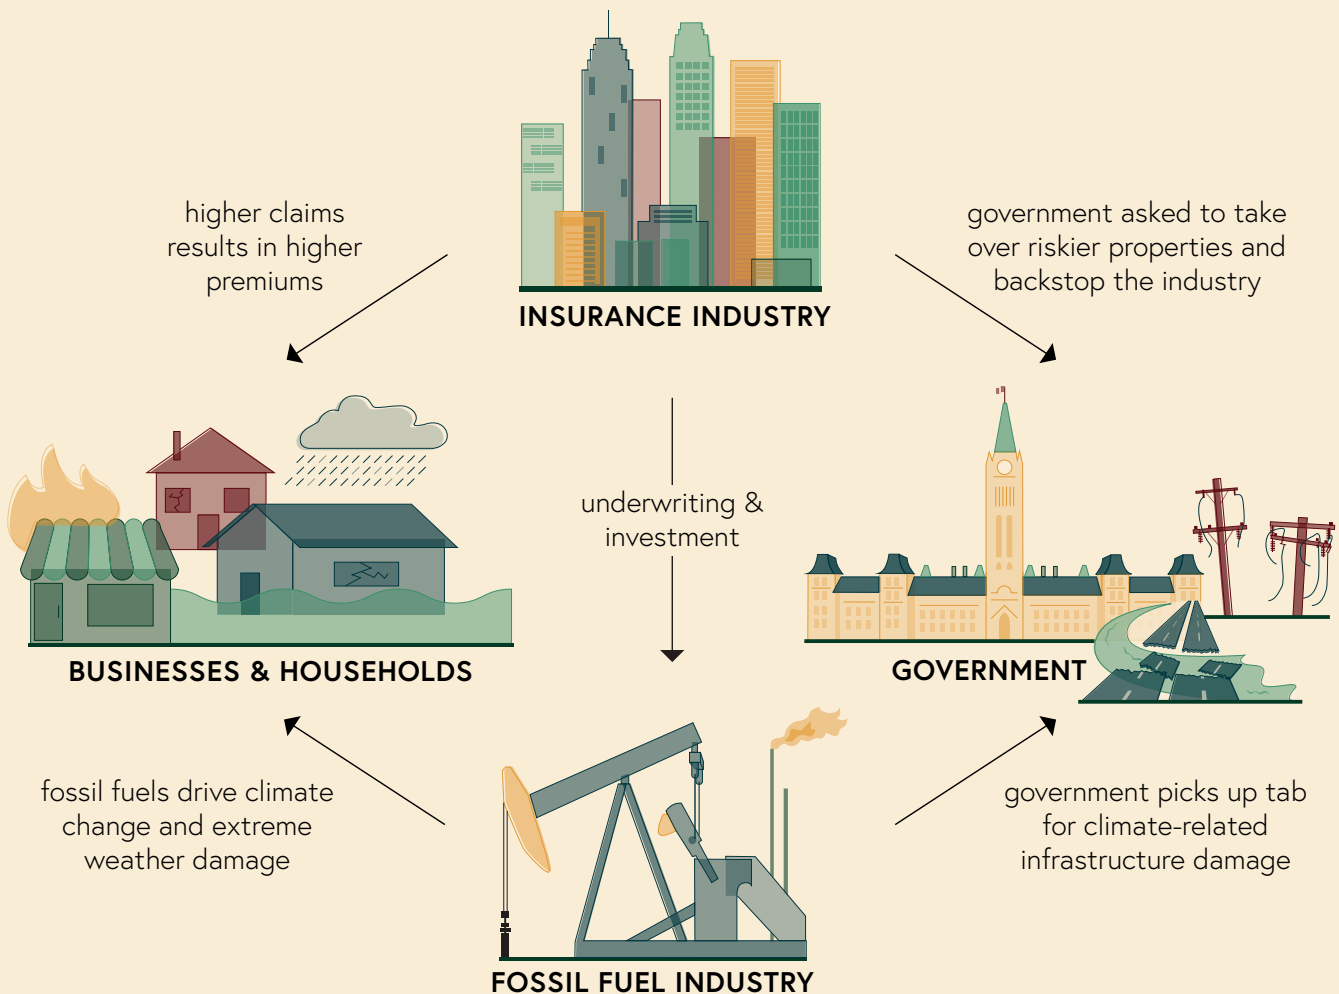 INSURANCE INDUSTRY
higher claims
results in higher
premiums
government asked to take
over riskier properties and
backstop the industry
underwriting &
investment
BUSINESSES & HOUSEHOLDS
GOVERNMENT
fossil fuels drive climate
change and extreme
weather damage
government picks up tab
for climate-related
infrastructure damage
FOSSIL FUEL INDUSTRY